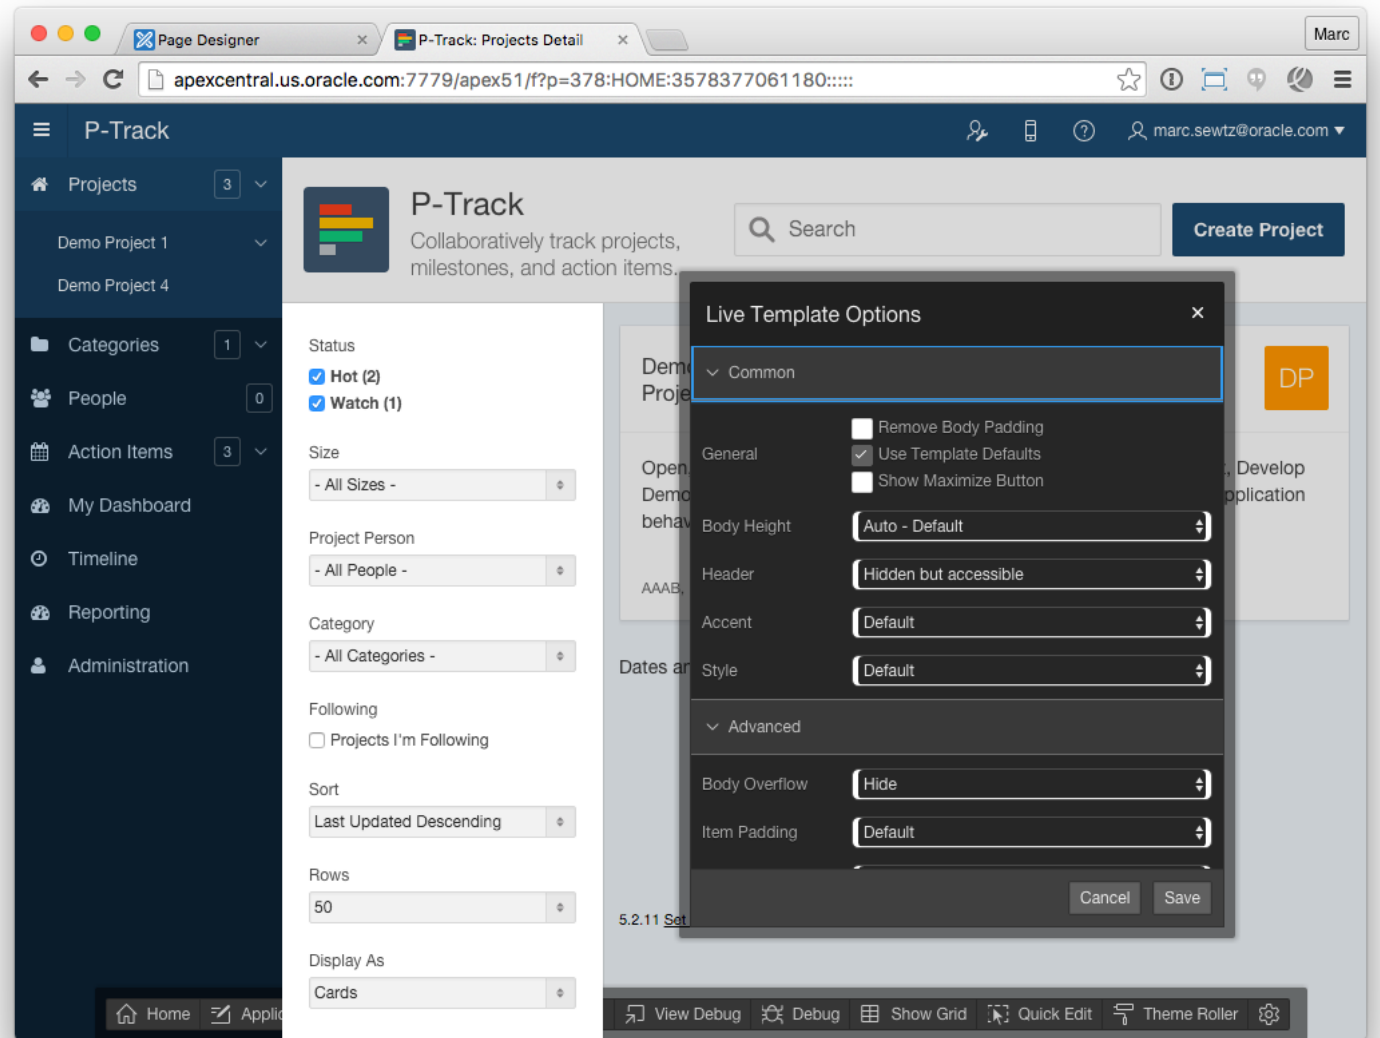 Page Designer
P-Track: Projects Detail
Marc
apexcentral.us.oracle.com:7779/apex51/f?p=378:HOME:3578377061180:::::
P-Track
marc.sewtz@oracle.com
Projects 3
Demo Project 1
Demo Project 4
Categories 1
People 0
Action Items 3
My Dashboard
Timeline
Reporting
Administration
P-Track
Collaboratively track projects,
milestones, and action items.
Search
Create Project
Status
Hot (2)
Watch (1)
Size
- All Sizes -
Project Person
- All People -
Category
- All Categories -
Following
Projects I'm Following
Sort
Last Updated Descending
Rows
50
Display As
Cards
DP
Open,
, Develop
pplication
AAAB,
Dates
5.2.11 Set
Live Template Options
Common
General
Remove Body Padding
Use Template Defaults
Show Maximize Button
Body Height Auto - Default
Header Hidden but accessible
Accent Default
Style Default
Advanced
Body Overflow Hide
Item Padding Default
Cancel Save
Home
View Debug
Debug
Show Grid
Quick Edit
Theme Roller